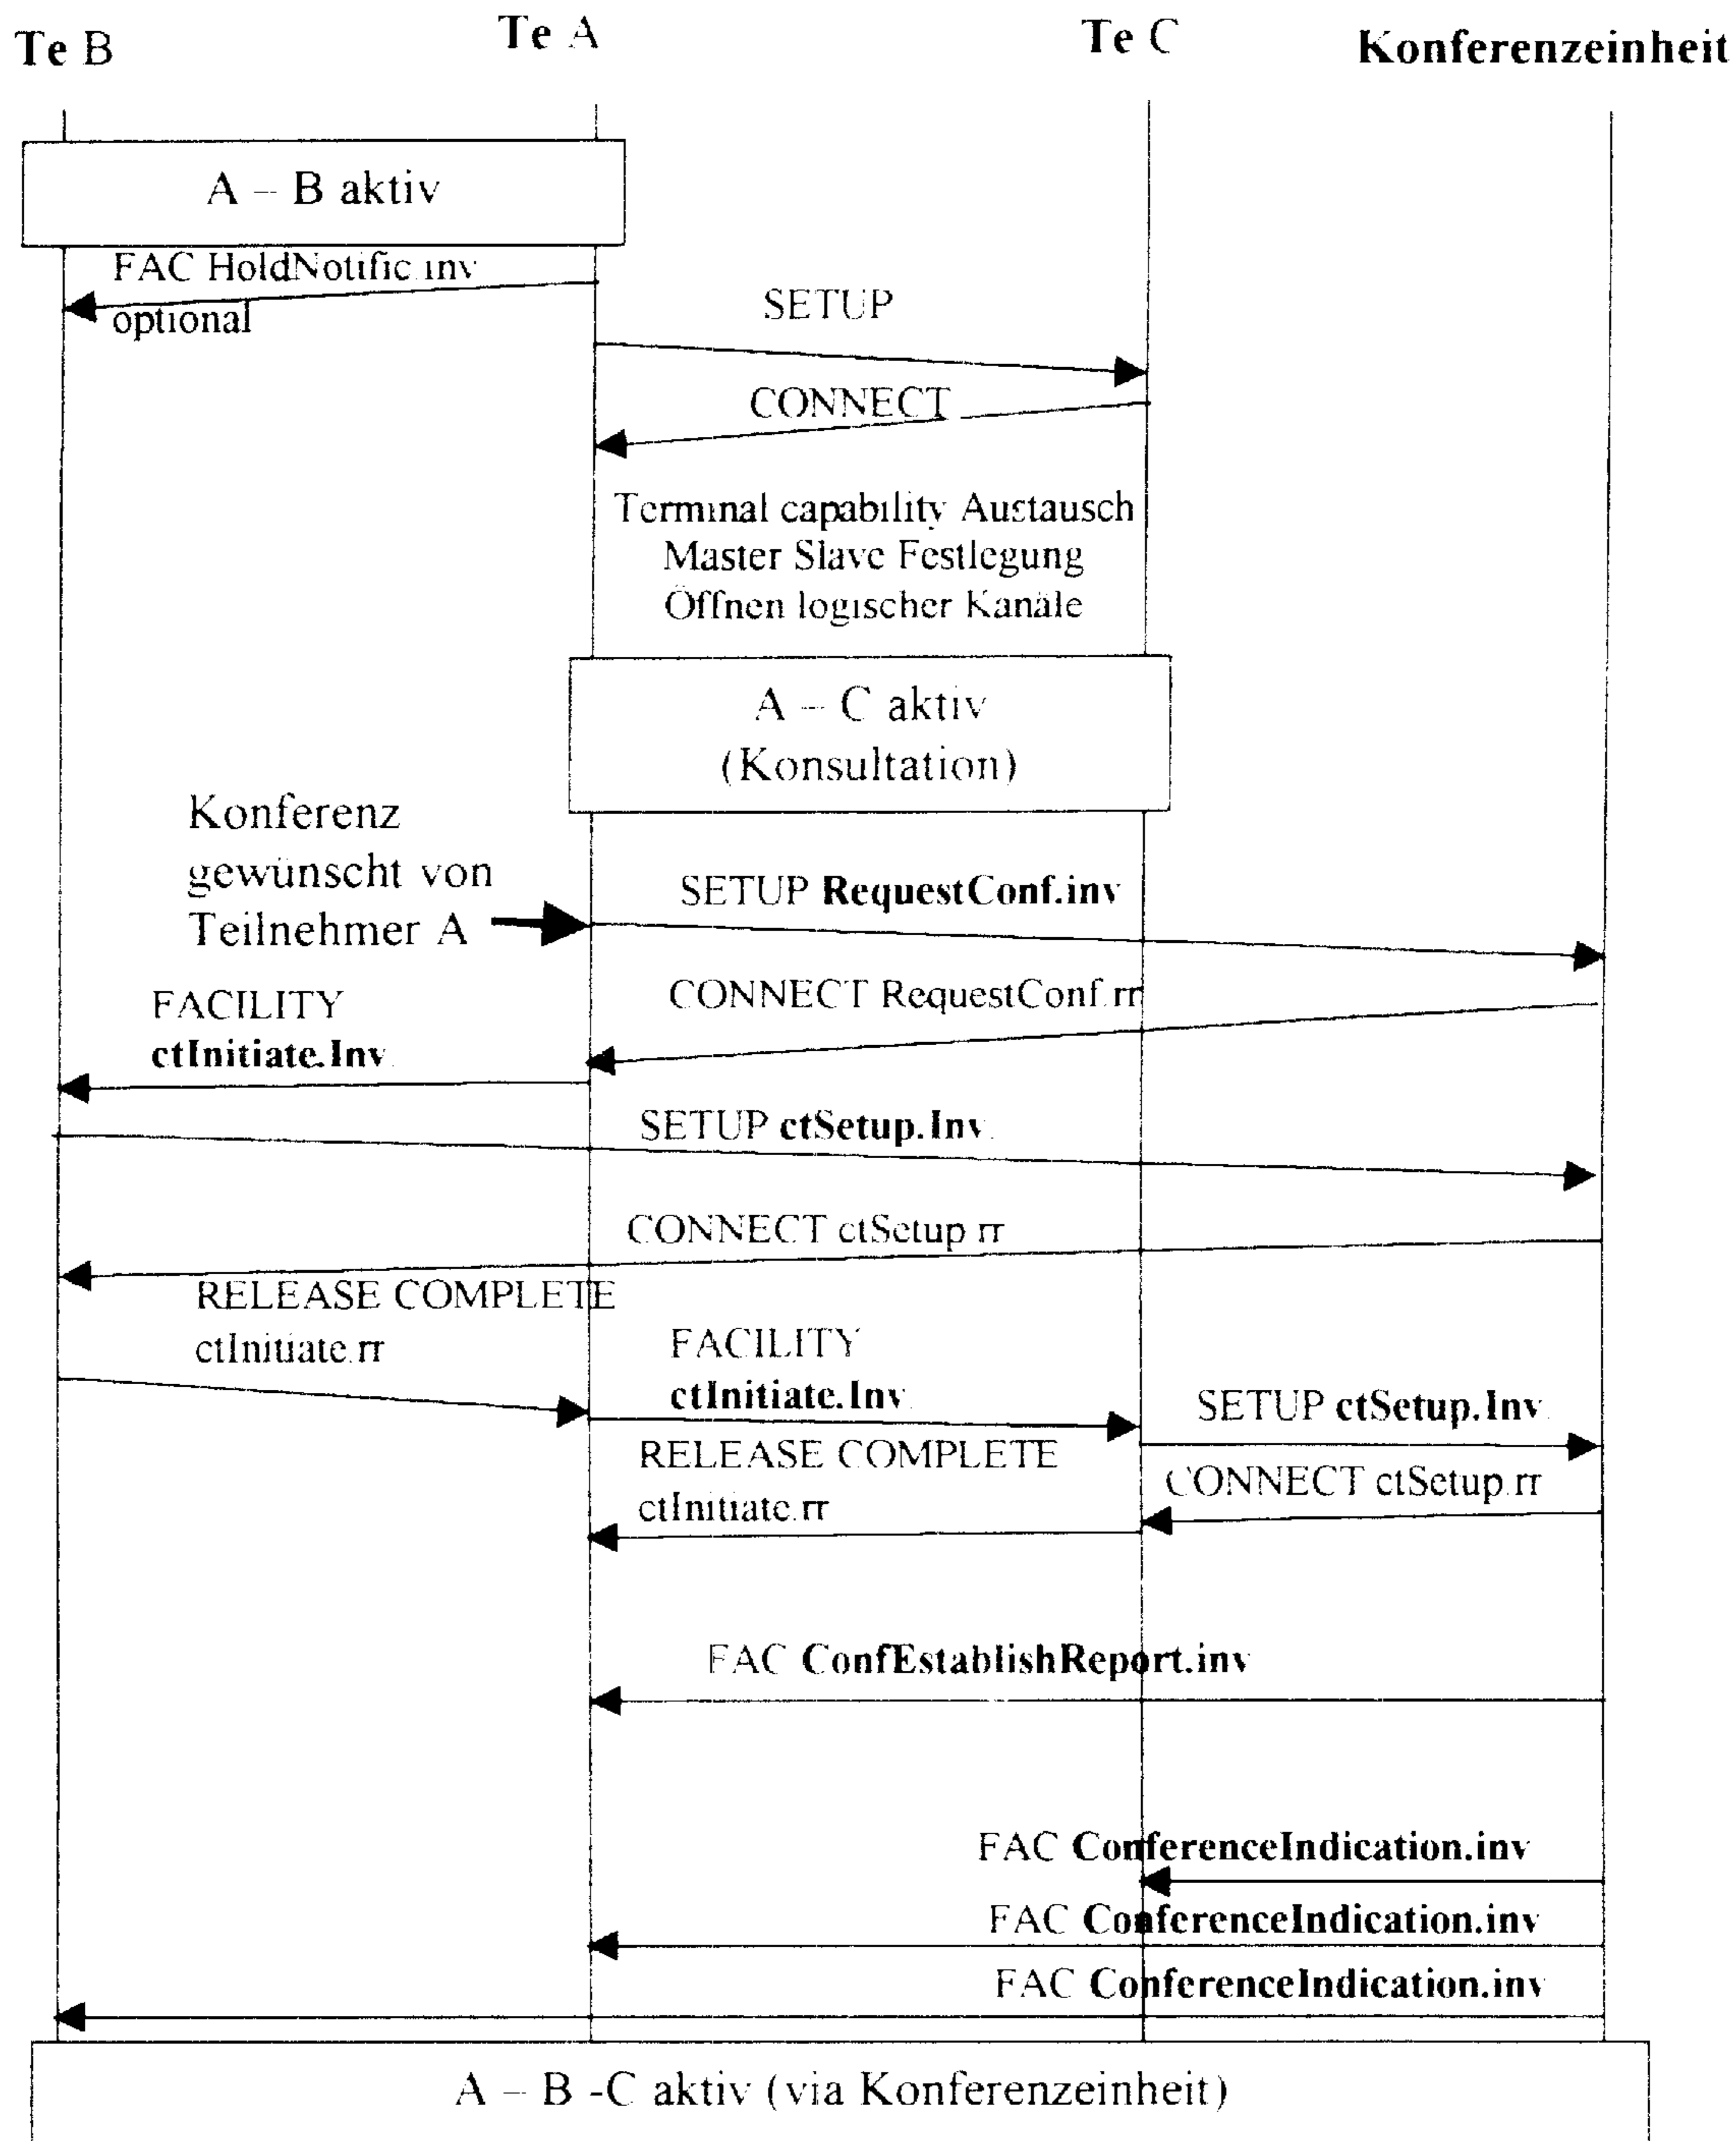 Te B
Te A
Te C
Konferenzeinheit
A – B aktiv
FAC HoldNotific.inv
optional
SETUP
CONNECT
Terminal capability Austausch
Master Slave Festlegung
Öffnen logischer Kanäle
A – C aktiv
(Konsultation)
Konferenz
gewünscht von
Teilnehmer A
SETUP RequestConf.inv
CONNECT RequestConf.rr
FACILITY
ctInitiate.Inv.
SETUP ctSetup.Inv.
CONNECT ctSetup.rr
RELEASE COMPLETE
ctInitiate.rr
FACILITY
ctInitiate.Inv.
SETUP ctSetup.Inv.
RELEASE COMPLETE
ctInitiate.rr
CONNECT ctSetup.rr
FAC ConfEstablishReport.inv
FAC ConferenceIndication.inv
FAC ConferenceIndication.inv
FAC ConferenceIndication.inv
A – B -C aktiv (via Konferenzeinheit)